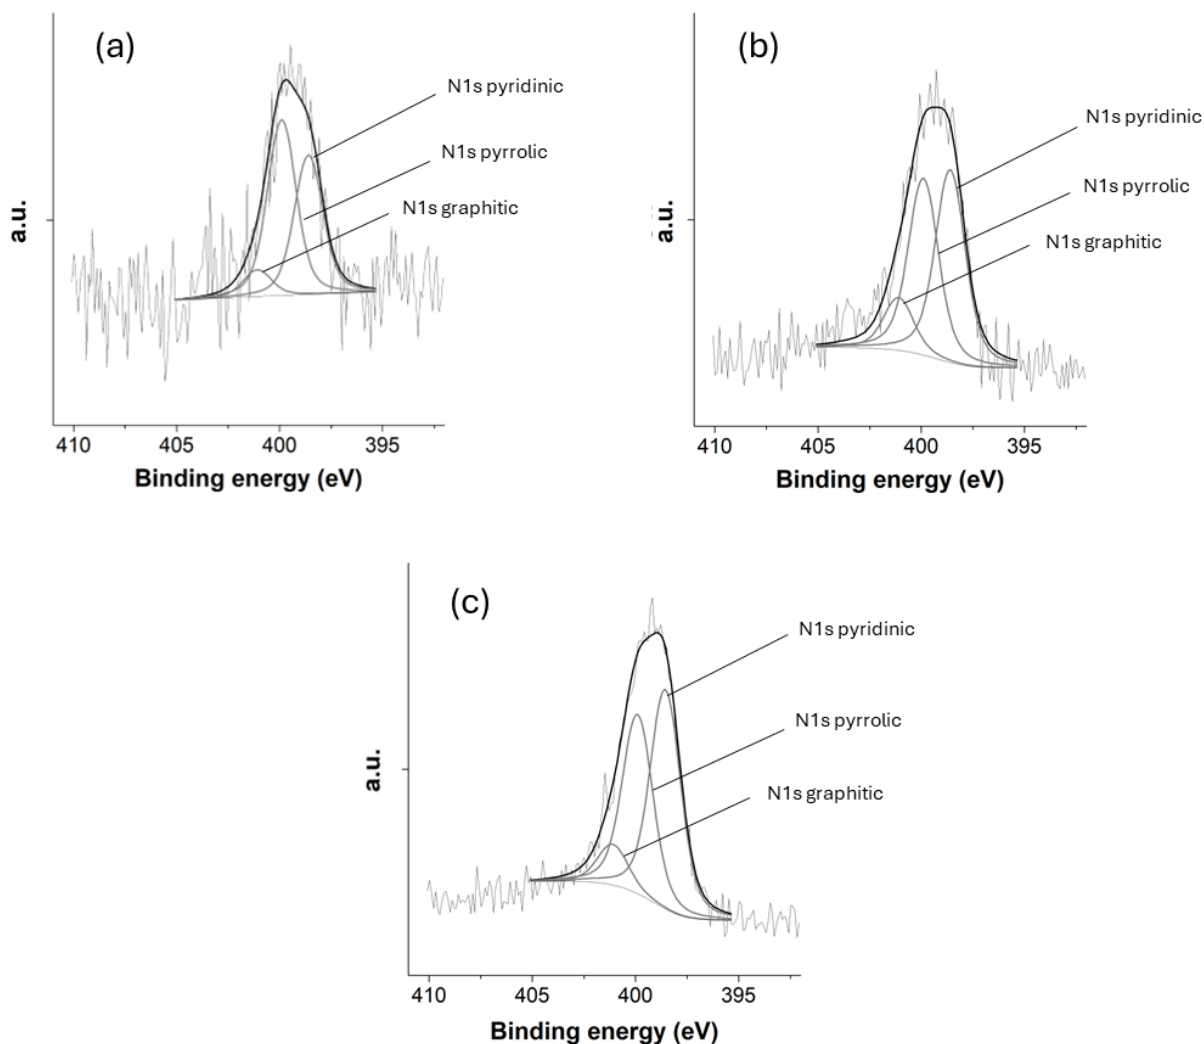 (a)
N1s pyridinic
N1s pyrrolic
N1s graphitic
a.u.
410 405 400 395
Binding energy (eV)
(b)
N1s pyridinic
N1s pyrrolic
N1s graphitic
a.u.
410 405 400 395
Binding energy (eV)
(c)
N1s pyridinic
N1s pyrrolic
N1s graphitic
a.u.
410 405 400 395
Binding energy (eV)